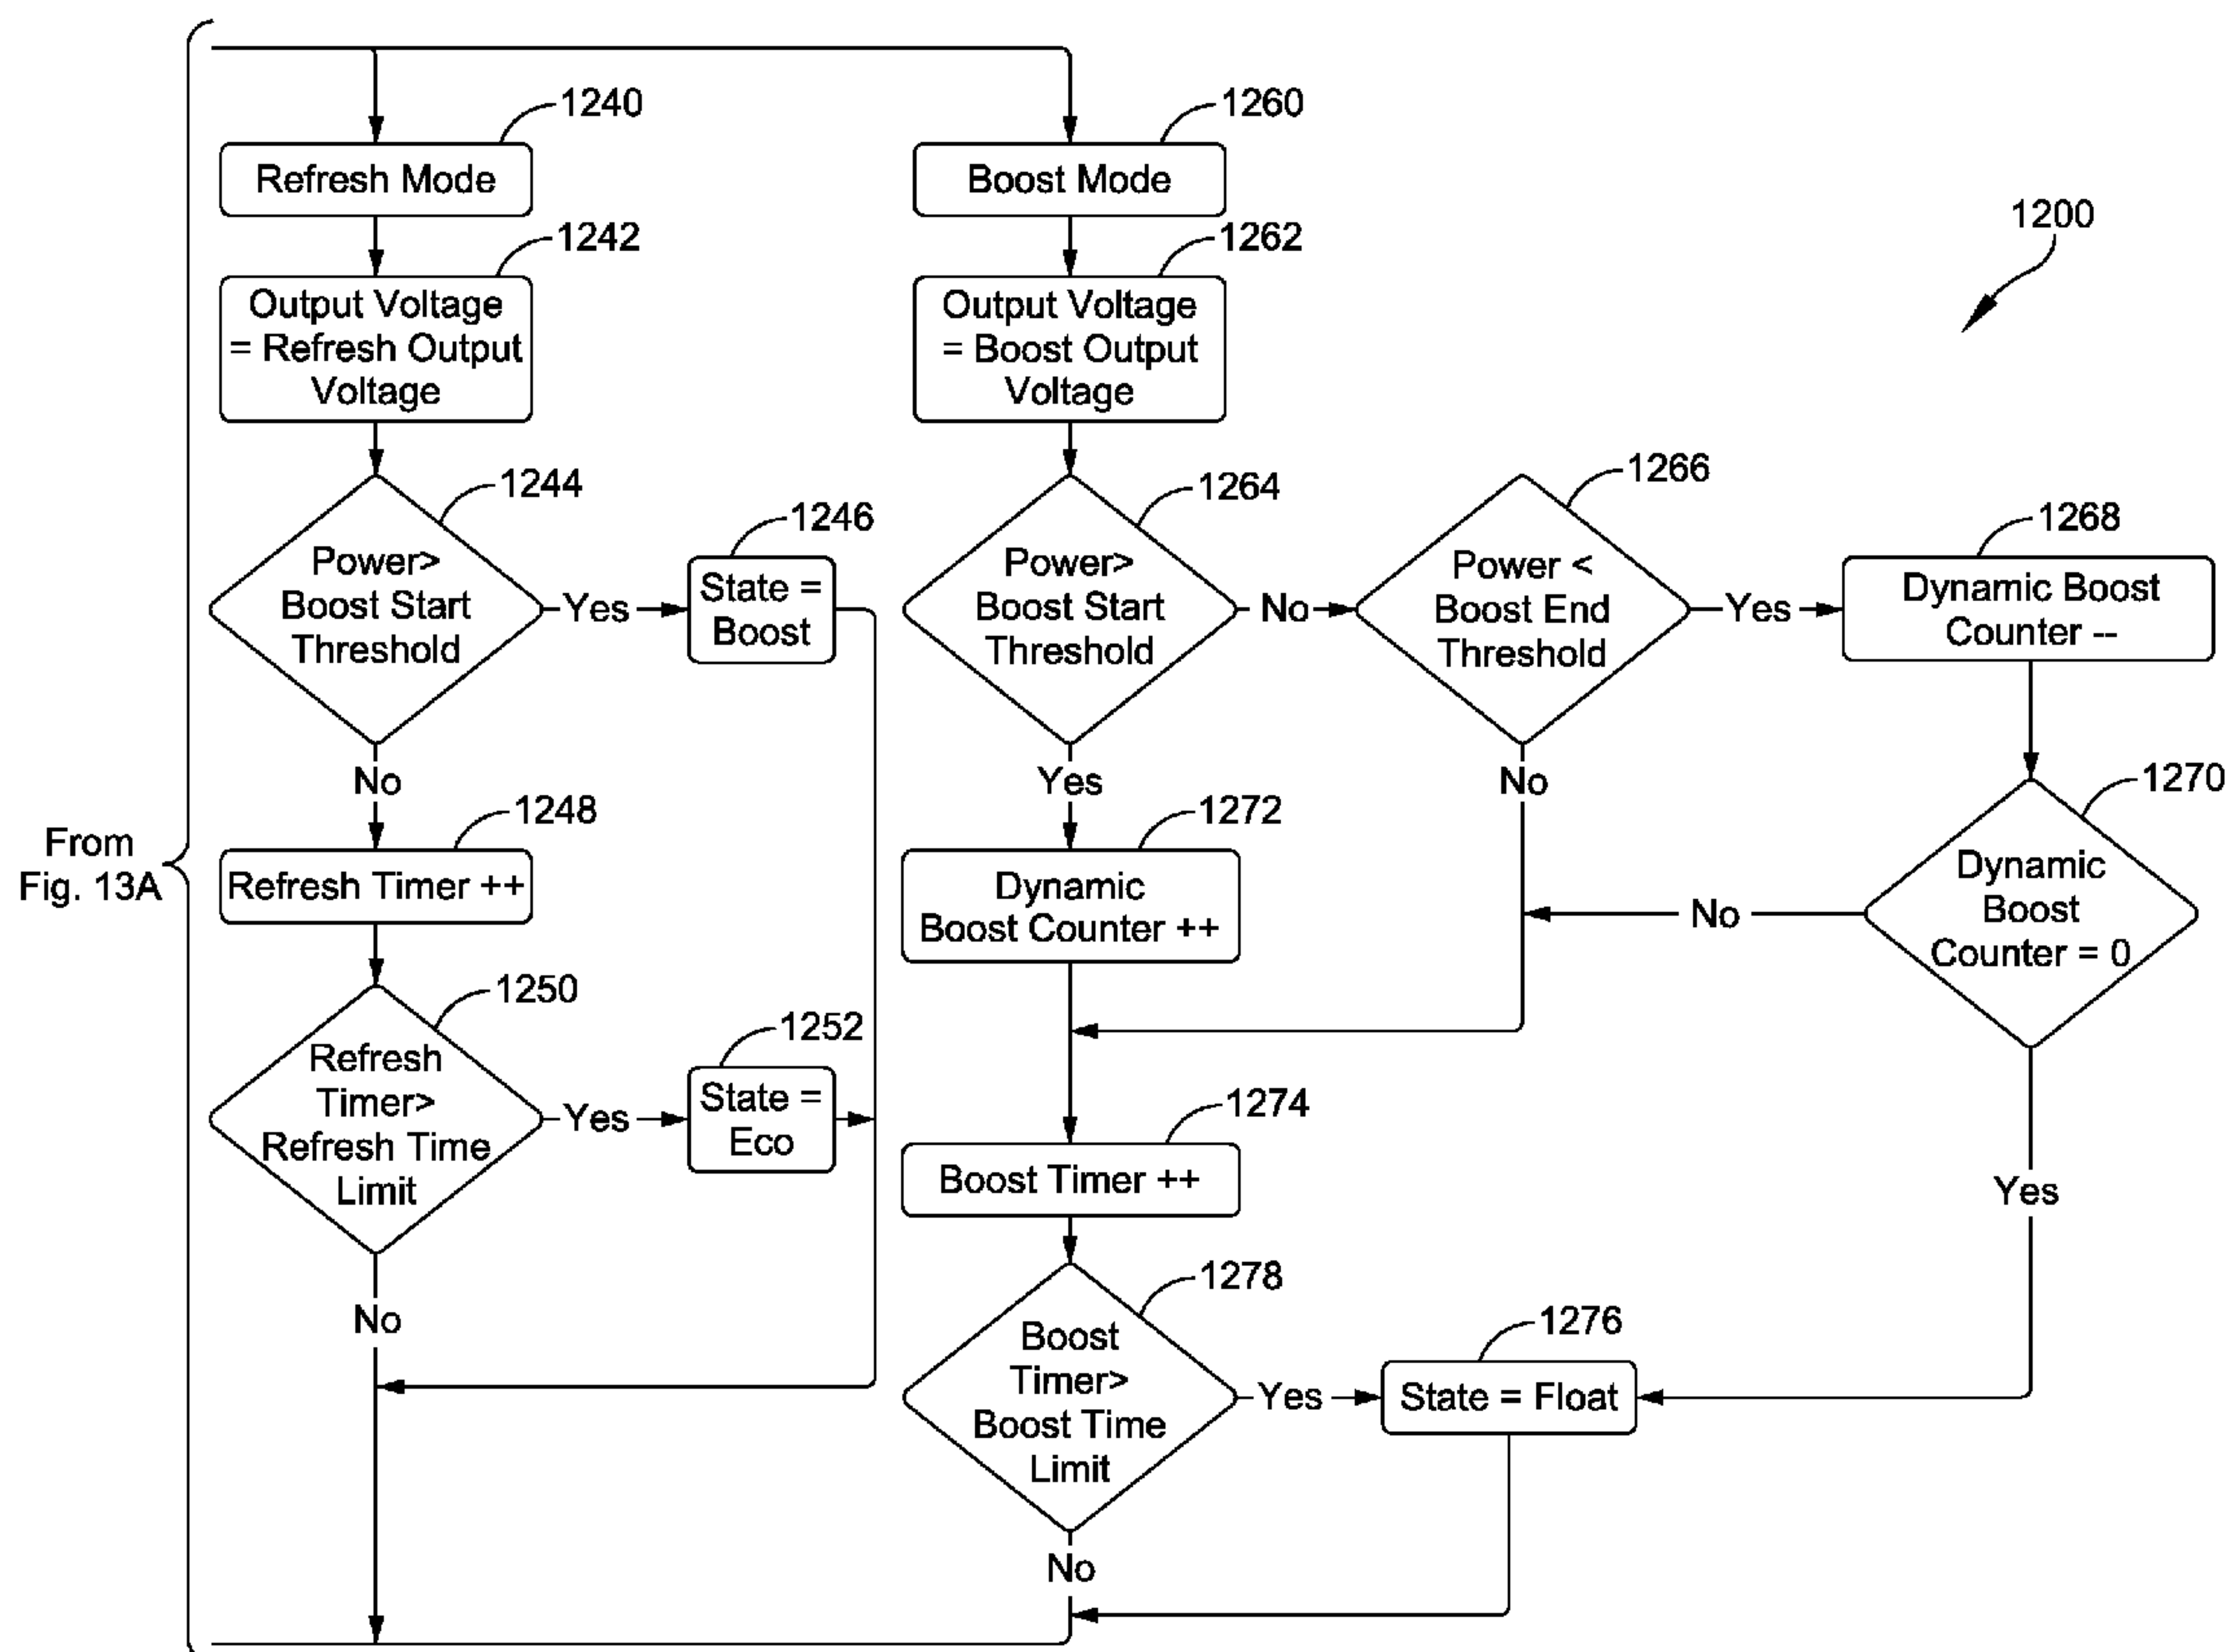 1240
Refresh Mode
1242
Output Voltage
= Refresh Output
Voltage
1244
Power>
Boost Start
Threshold
Yes
1246
State =
Boost
No
1248
Refresh Timer ++
1250
Refresh
Timer>
Refresh Time
Limit
Yes
1252
State =
Eco
No
From
Fig. 13A
1260
Boost Mode
1262
Output Voltage
= Boost Output
Voltage
1264
Power>
Boost Start
Threshold
No
1266
Power <
Boost End
Threshold
Yes
1268
Dynamic Boost
Counter --
1270
Dynamic
Boost
Counter = 0
No
Yes
No
Yes
1272
Dynamic
Boost Counter ++
1274
Boost Timer ++
1278
Boost
Timer>
Boost Time
Limit
Yes
1276
State = Float
No
1200